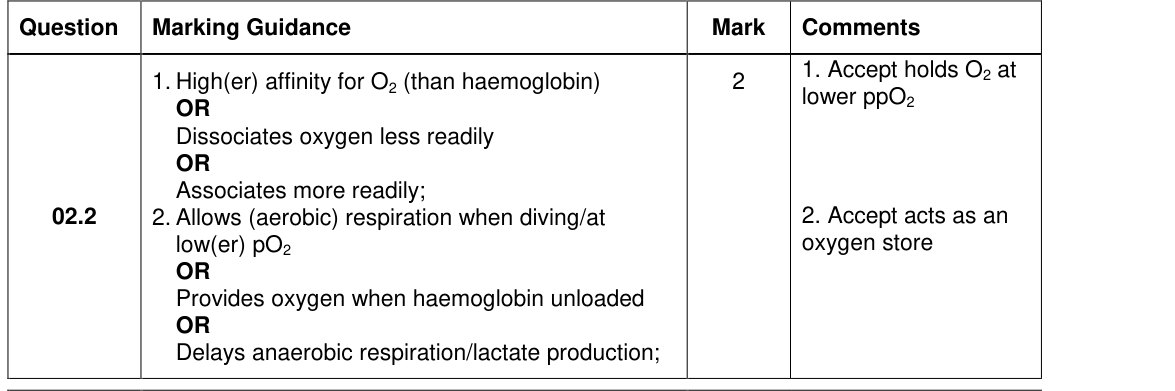 Question Marking Guidance Mark Comments
1. High(er) affinity for O₂ (than haemoglobin)
OR
Dissociates oxygen less readily
OR
Associates more readily;
2. Allows (aerobic) respiration when diving/at
low(er) pO₂
OR
Provides oxygen when haemoglobin unloaded
OR
Delays anaerobic respiration/lactate production;
02.2
2
1. Accept holds O₂ at
lower ppO₂
2. Accept acts as an
oxygen store